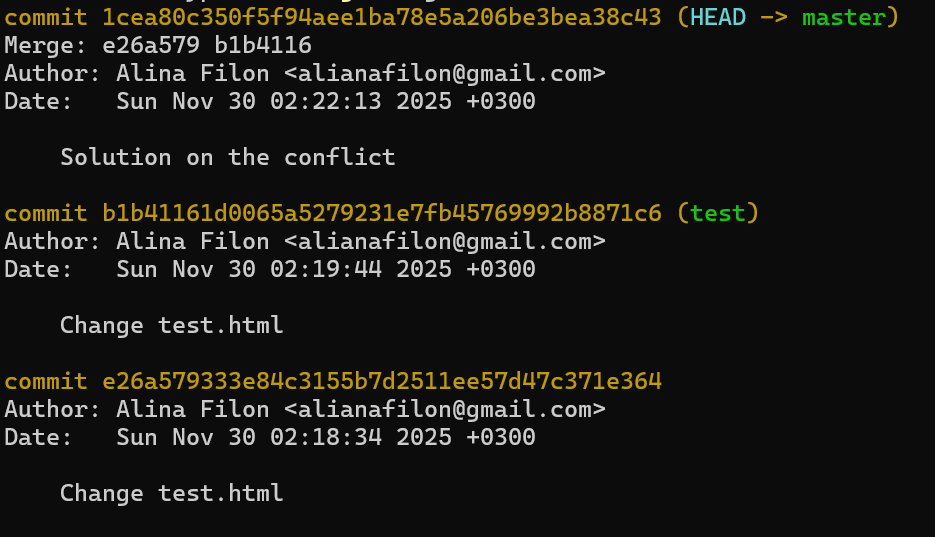 commit 1cea80c350f5f94aee1ba78e5a206be3bea38c43 (HEAD -> master)
Merge: e26a579 b1b4116
Author: Alina Filon <alianafilon@gmail.com>
Date:   Sun Nov 30 02:22:13 2025 +0300
Solution on the conflict
commit b1b41161d0065a5279231e7fb45769992b8871c6 (test)
Author: Alina Filon <alianafilon@gmail.com>
Date:   Sun Nov 30 02:19:44 2025 +0300
Change test.html
commit e26a579333e84c3155b7d2511ee57d47c371e364
Author: Alina Filon <alianafilon@gmail.com>
Date:   Sun Nov 30 02:18:34 2025 +0300
Change test.html